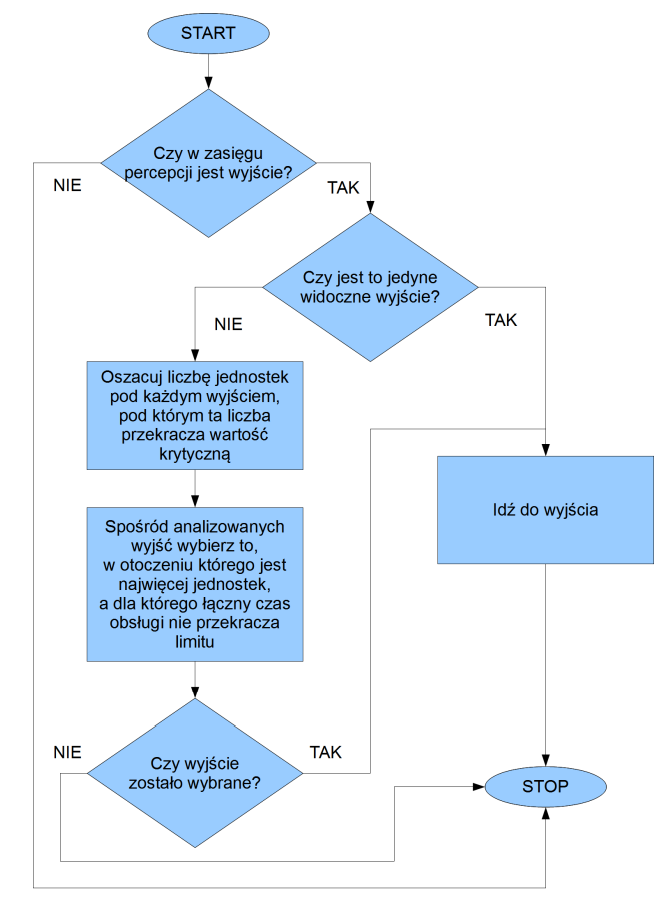 START
Czy w zasięgu
percepcji jest wyjście?
NIE
TAK
Czy jest to jedyne
widoczne wyjście?
NIE
TAK
Oszacuj liczbę jednostek
pod każdym wyjściem,
pod którym ta liczba
przekracza wartość
krytyczną
Idź do wyjścia
Spośród analizowanych
wyjść wybierz to,
w otoczeniu którego jest
najwięcej jednostek,
a dla którego łączny czas
obsługi nie przekracza
limitu
NIE
TAK
Czy wyjście
zostało wybrane?
STOP